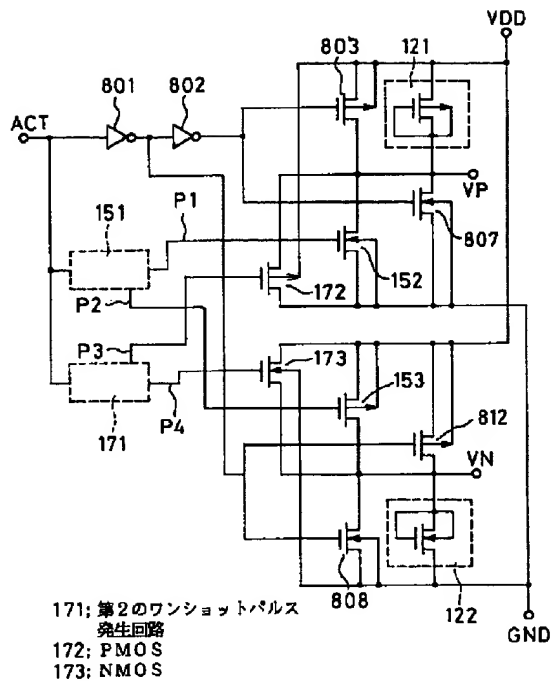 VDD
803
121
801
802
ACT
VP
P1
151
807
P2
172
152
P3
173
153
812
171
P4
VN
808
122
GND
171; 第2のワンショットパルス
発生回路
172; PMOS
173; NMOS